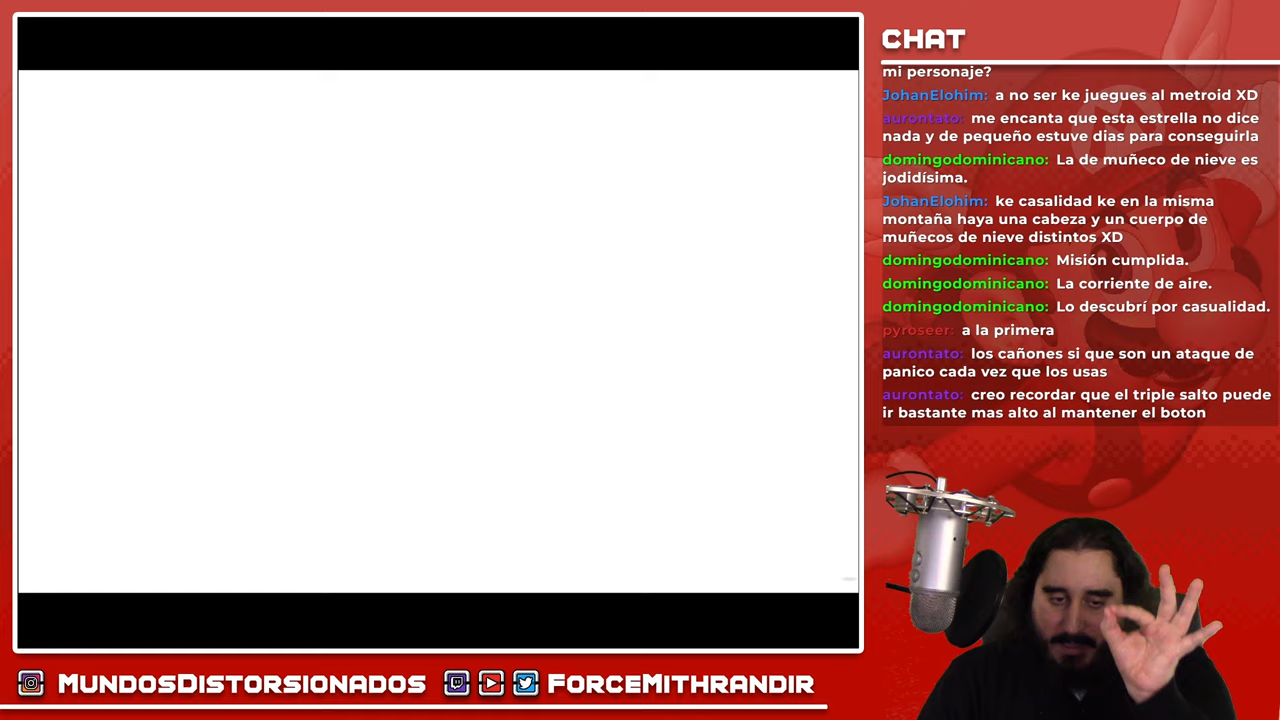 CHAT
mi personaje?
JohanElohim: a no ser ke juegues al metroid XD
aurontato: me encanta que esta estrella no dice
nada y de pequeño estuve dias para conseguirla
domingodominicano: La de muñeco de nieve es
jodidísima.
JohanElohim: ke casalidad ke en la misma
montaña haya una cabeza y un cuerpo de
muñecos de nieve distintos XD
domingodominicano: Misión cumplida.
domingodominicano: La corriente de aire.
domingodominicano: Lo descubrí por casualidad.
pyroseer: a la primera
aurontato: los cañones si que son un ataque de
panico cada vez que los usas
aurontato: creo recordar que el triple salto puede
ir bastante mas alto al mantener el boton
MUNDOSDISTORSIONADOS FORCEMITHRANDIR